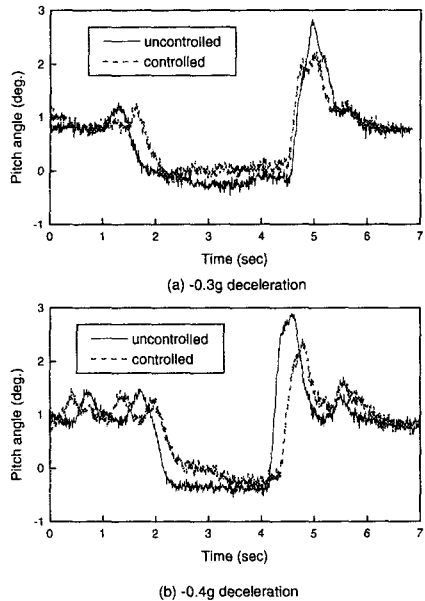 3
2
1
0
-1
Pitch angle (deg.)
uncontrolled
controlled
0 1 2 3 4 5 6 7
Time (sec)
(a) -0.3g deceleration
3
2
1
0
-1
Pitch angle (deg.)
uncontrolled
controlled
0 1 2 3 4 5 6 7
Time (sec)
(b) -0.4g deceleration